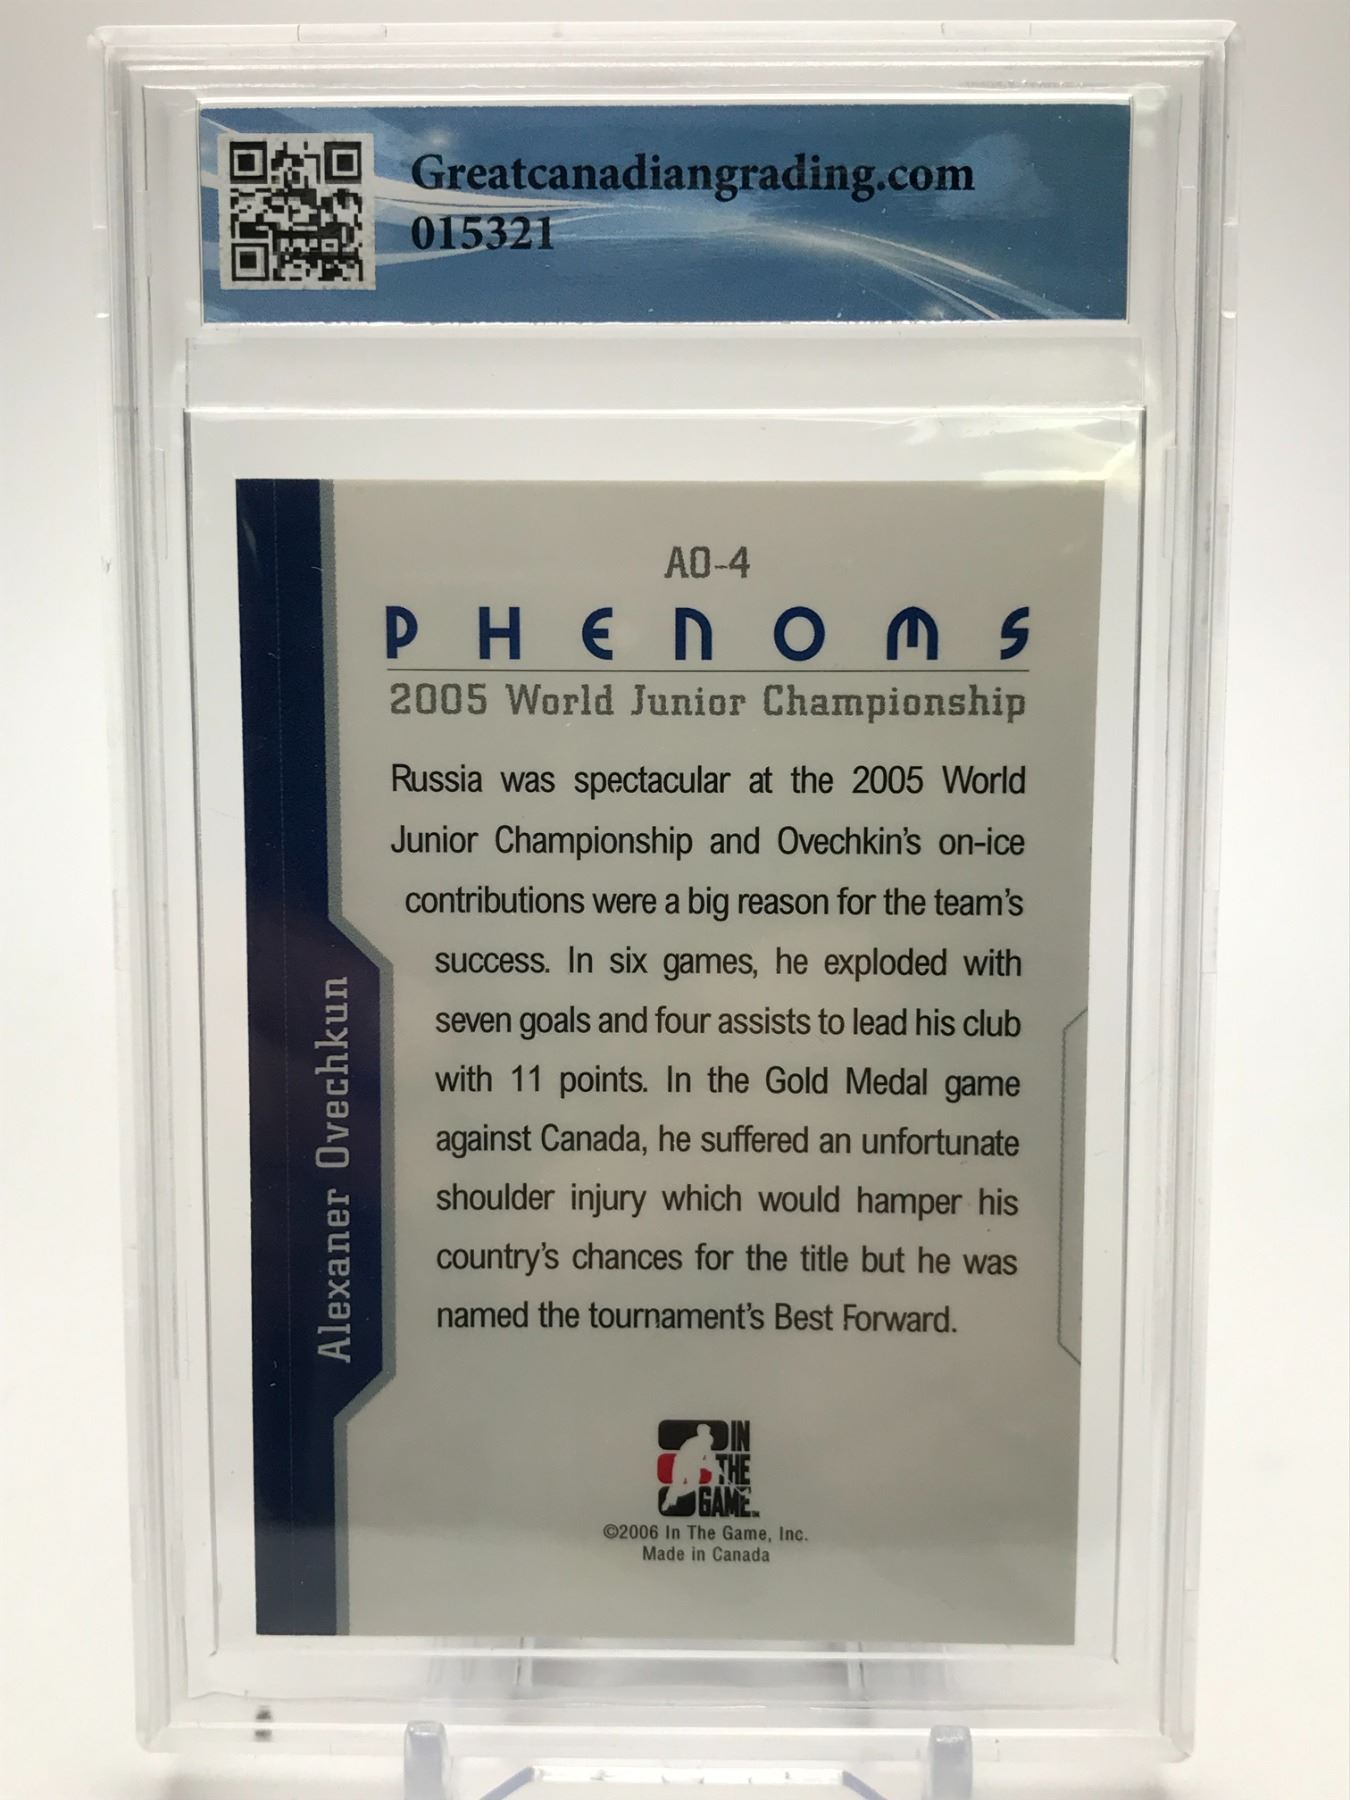 Greatcanadiangrading.com
015321
AO-4
PHENOMS
2005 World Junior Championship
Russia was spectacular at the 2005 World
Junior Championship and Ovechkin's on-ice
contributions were a big reason for the team's
success. In six games, he exploded with
seven goals and four assists to lead his club
with 11 points. In the Gold Medal game
against Canada, he suffered an unfortunate
shoulder injury which would hamper his
country's chances for the title but he was
named the tournament's Best Forward.
Alexaner Ovechkun
IN
THE
GAME
©2006 In The Game, Inc.
Made in Canada